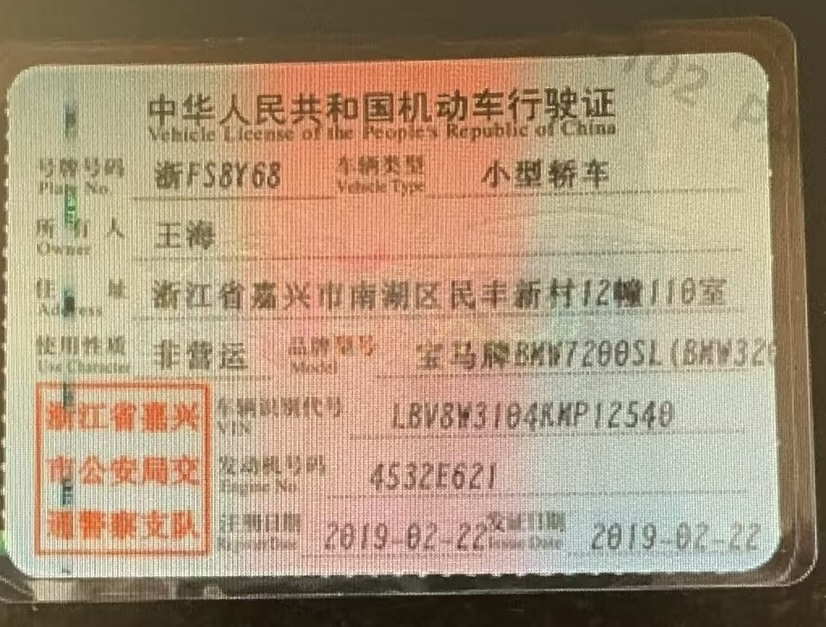 中华人民共和国机动车行驶证
Vehicle License of the People's Republic of China
号牌号码 浙FS8Y68 车辆类型 小型轿车
Plate No. Vehicle Type
所有人 王海
Owner
住址 浙江省嘉兴市南湖区民丰新村12幢110室
Address
使用性质 非营运 品牌型号 宝马牌BMW7200SL(BMW320
Use Character Model
浙江省嘉兴
市公安局交
通警察支队
车辆识别代号 LBV8W3104KMP12540
VIN
发动机号码 4532E621
Engine No.
注册日期 2019-02-22 发证日期 2019-02-22
Register Date Issue Date